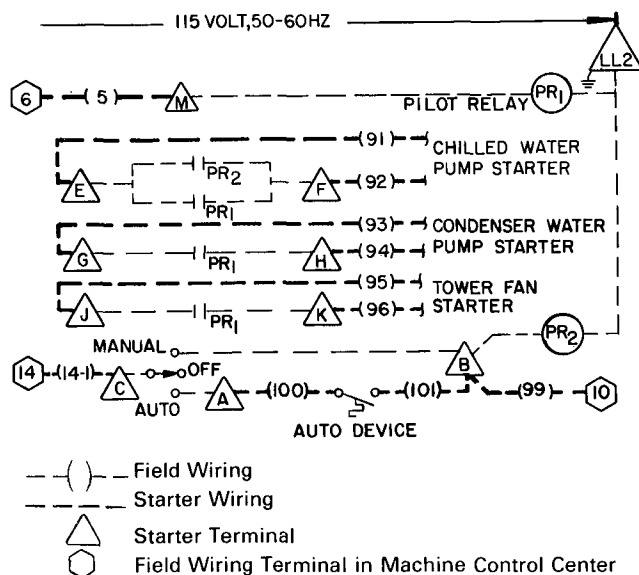 115 VOLT,50-60HZ
LL2
6 (5) M PILOT RELAY PR1
(91) CHILLED WATER
PUMP STARTER
E PR2 F (92)
PR1
(93) CONDENSER WATER
PUMP STARTER
G PR1 H (94)
(95) TOWER FAN
STARTER
J PR1 K (96)
PR2
MANUAL B
14 (14-1) C OFF
AUTO A (100) (101) (99) 10
AUTO DEVICE
( ) Field Wiring
Starter Wiring
Starter Terminal
Field Wiring Terminal in Machine Control Center